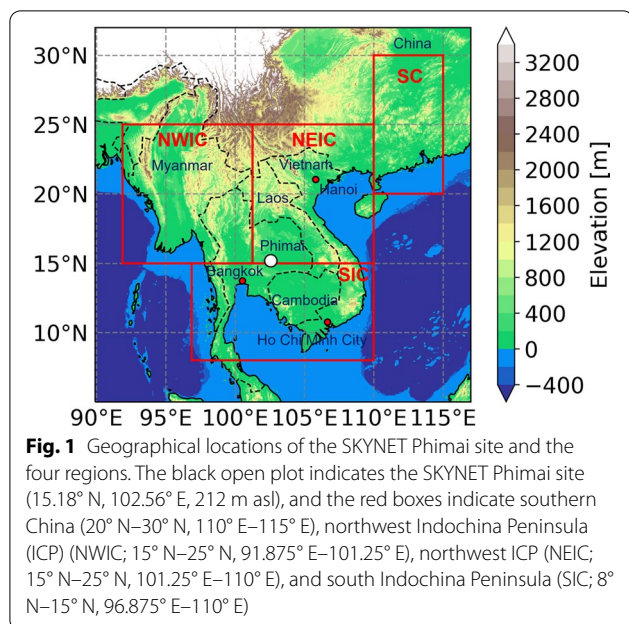 China
30°N
SC
25°N
NWIC
NEIC
Myanmar
Vietnam
Hanoi
20°N
Laos
Phimai
15°N
SIC
Bangkok
Cambodia
10°N
Ho Chi Minh City
90°E 95°E 100°E 105°E 110°E 115°E
3200
2800
2400
2000
1600
1200
800
400
0
−400
Elevation [m]
Fig. 1 Geographical locations of the SKYNET Phimai site and the
four regions. The black open plot indicates the SKYNET Phimai site
(15.18° N, 102.56° E, 212 m asl), and the red boxes indicate southern
China (20° N–30° N, 110° E–115° E), northwest Indochina Peninsula
(ICP) (NWIC; 15° N–25° N, 91.875° E–101.25° E), northwest ICP (NEIC;
15° N–25° N, 101.25° E–110° E), and south Indochina Peninsula (SIC; 8°
N–15° N, 96.875° E–110° E)